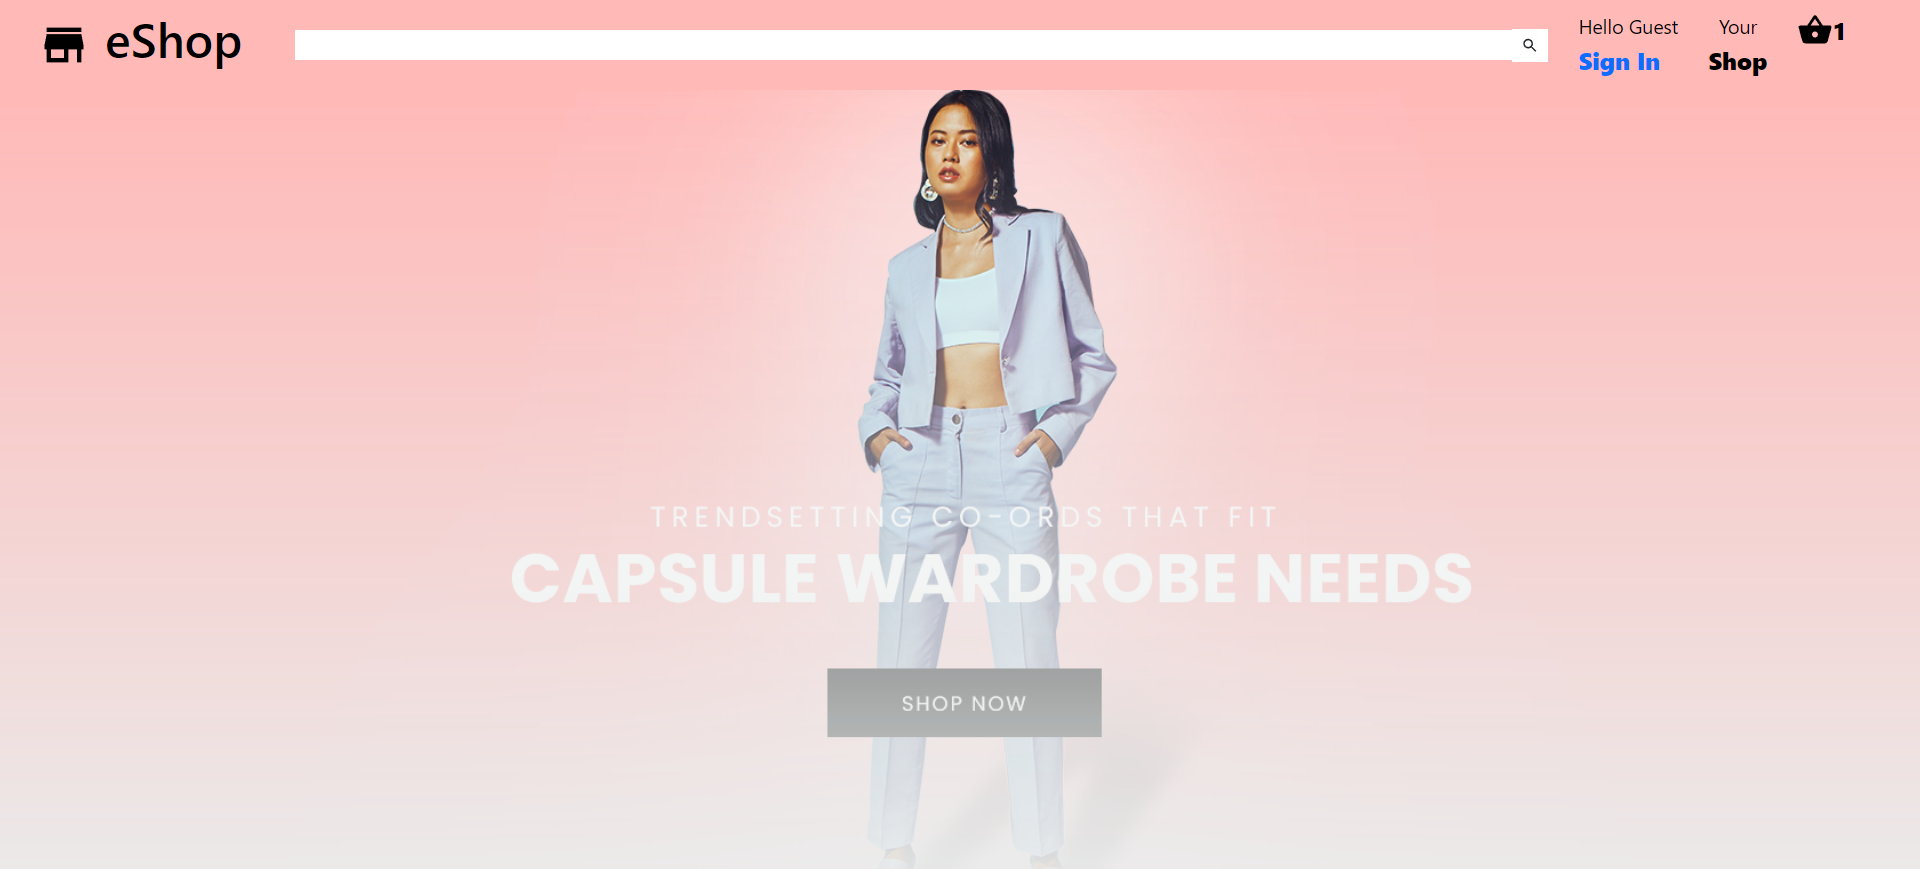 eShop
Hello Guest
Sign In
Your
Shop
1
TRENDSETTING CO-ORDS THAT FIT
CAPSULE WARDROBE NEEDS
SHOP NOW